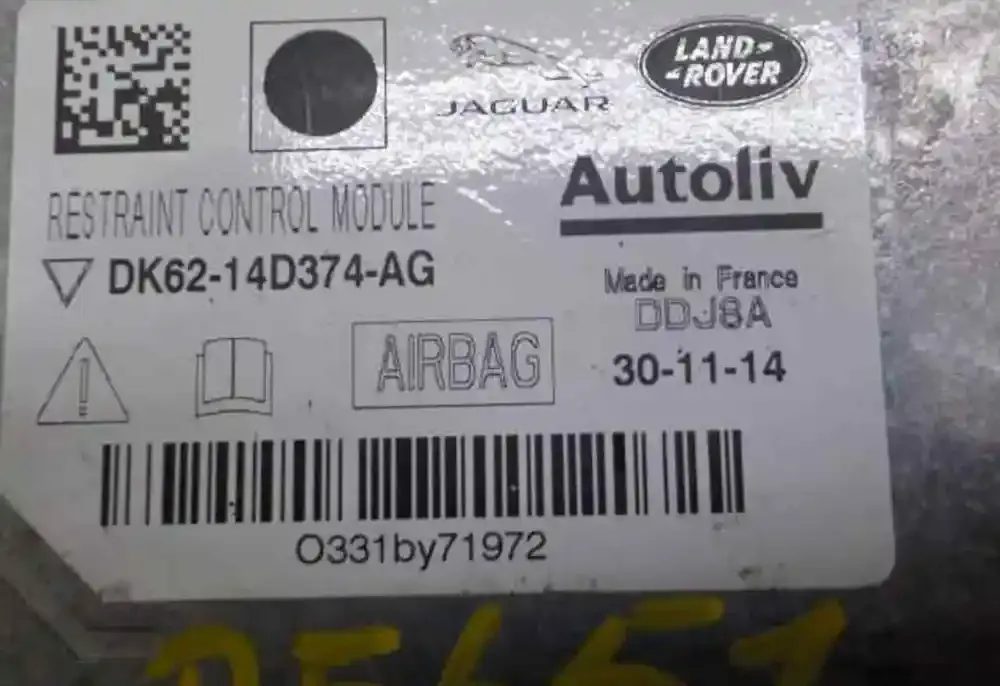 JAGUAR
LAND-
-ROVER
Autoliv
RESTRAINT CONTROL MODULE
DK62-14D374-AG
Made in France
DDJ8A
AIRBAG
30-11-14
O331by71972